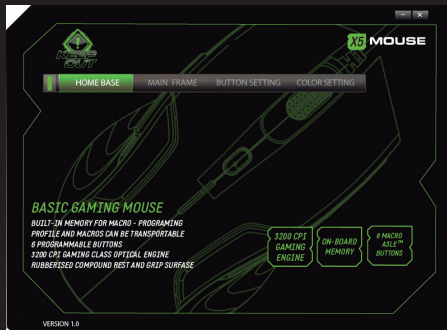 KEEP
OUT
X5 MOUSE
HOME BASE MAIN FRAME BUTTON SETTING COLOR SETTING
BASIC GAMING MOUSE
BUILT-IN MEMORY FOR MACRO - PROGRAMING
PROFILE AND MACROS CAN BE TRANSPORTABLE
6 PROGRAMMABLE BUTTONS
3200 CPI GAMING CLASS OPTICAL ENGINE
RUBBERISED COMPOUND REST AND GRIP SURFASE
3200 CPI
GAMING
ENGINE
ON-BOARD
MEMORY
6 MACRO
A3LE™
BUTTONS
VERSION 1.0